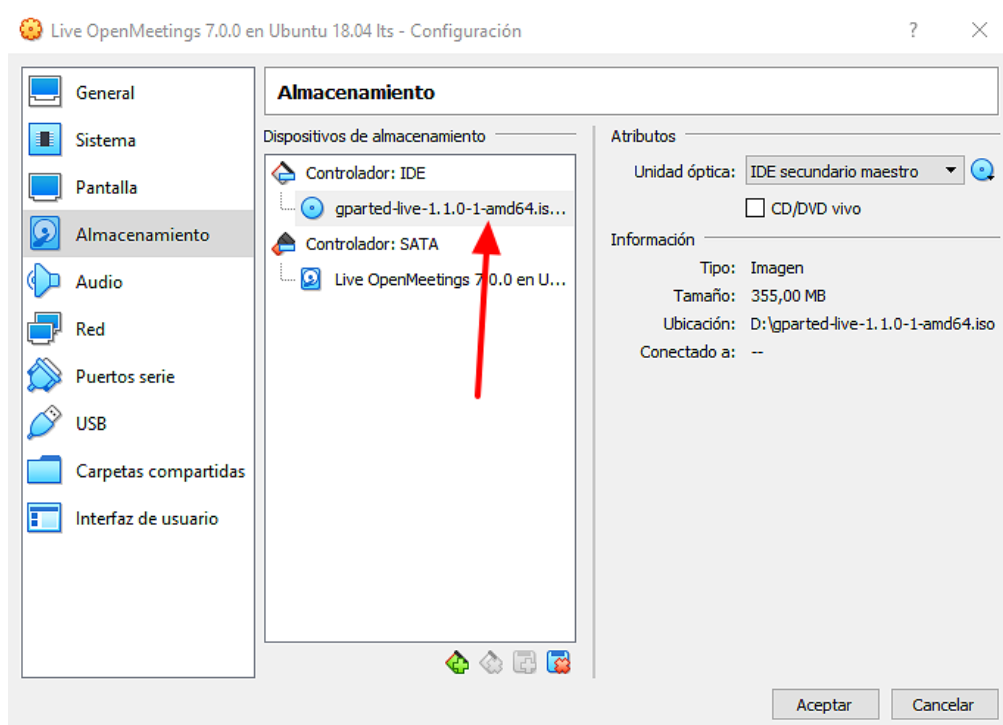 Live OpenMeetings 7.0.0 en Ubuntu 18.04 lts - Configuración
?
General
Sistema
Pantalla
Almacenamiento
Audio
Red
Puertos serie
USB
Carpetas compartidas
Interfaz de usuario
Almacenamiento
Dispositivos de almacenamiento
Controlador: IDE
gparted-live-1.1.0-1-amd64.is...
Controlador: SATA
Live OpenMeetings 7.0.0 en U...
Atributos
Unidad óptica: IDE secundario maestro
CD/DVD vivo
Información
Tipo: Imagen
Tamaño: 355,00 MB
Ubicación: D:\gparted-live-1.1.0-1-amd64.iso
Conectado a: --
Aceptar Cancelar